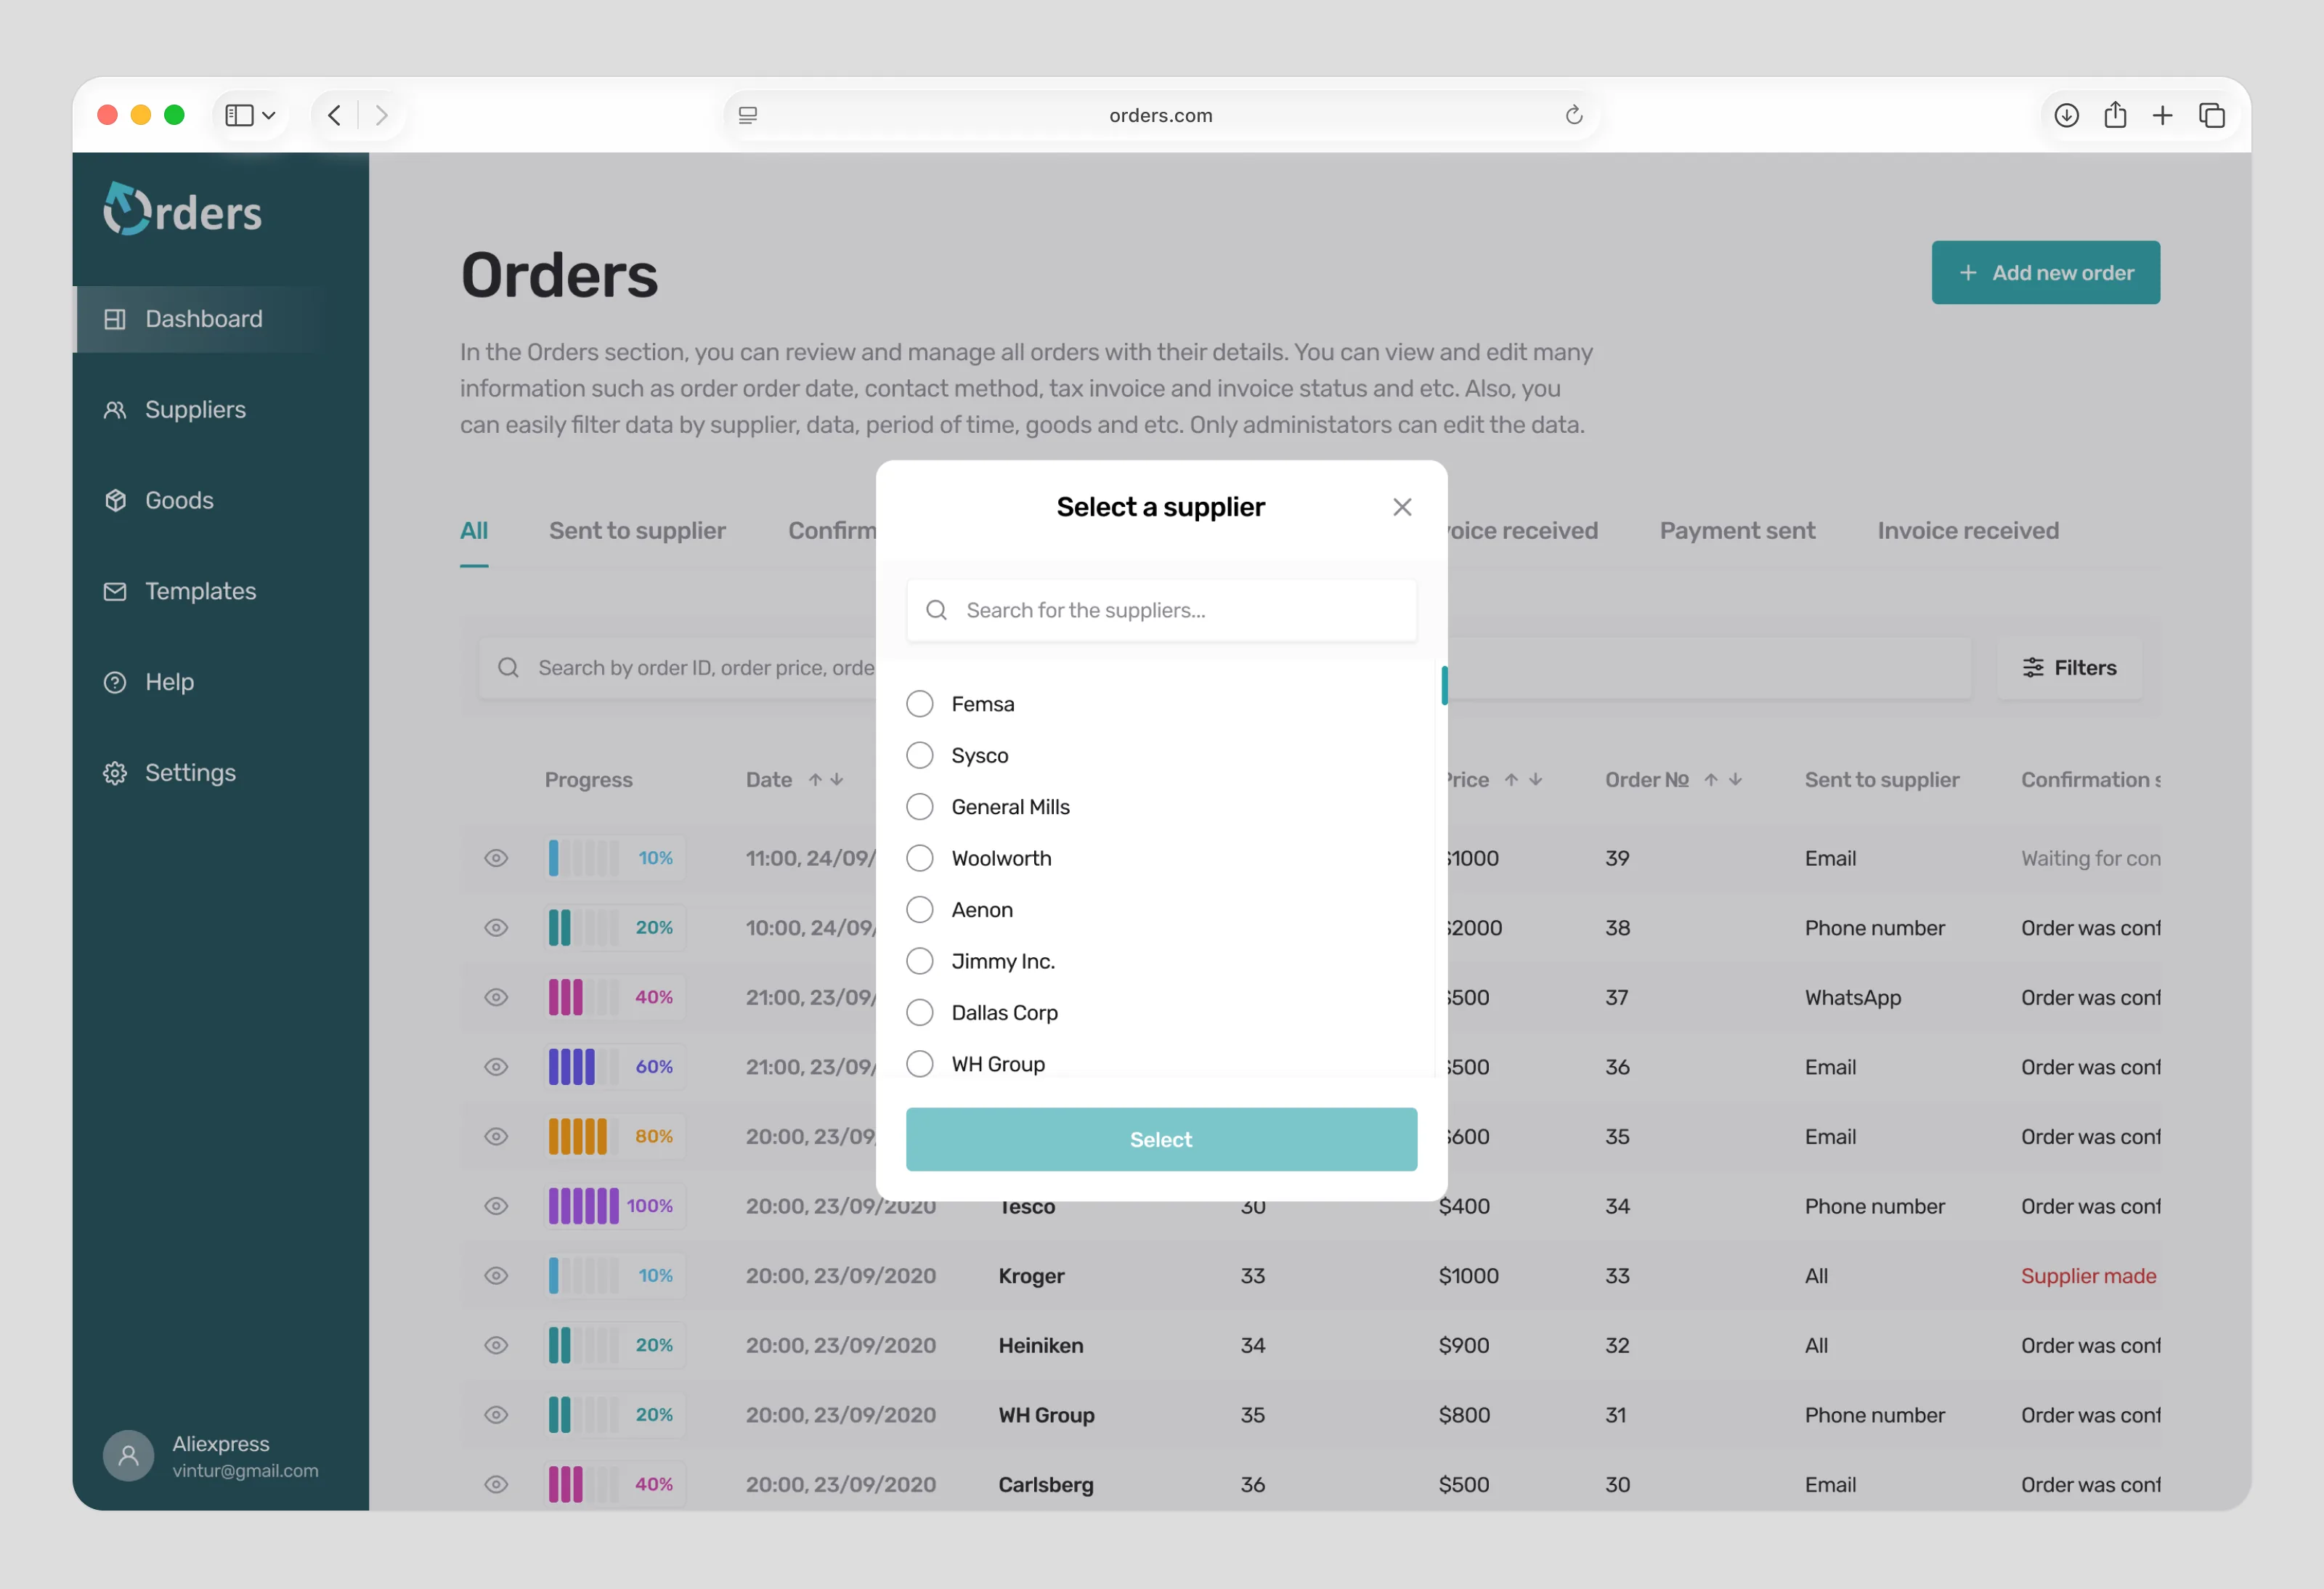 orders.com
Orders
Dashboard
Suppliers
Goods
Templates
Help
Settings
Aliexpress
vintur@gmail.com
Orders
+ Add new order
In the Orders section, you can review and manage all orders with their details. You can view and edit many
information such as order order date, contact method, tax invoice and invoice status and etc. Also, you
can easily filter data by supplier, data, period of time, goods and etc. Only administators can edit the data.
All Sent to supplier Confirm voice received Payment sent Invoice received
Search by order ID, order price, orde Filters
Progress Date ↑ ↓ Price ↑ ↓ Order № ↑ ↓ Sent to supplier Confirmation s
10% 11:00, 24/09/ $1000 39 Email Waiting for con
20% 10:00, 24/09/ $2000 38 Phone number Order was conf
40% 21:00, 23/09/ $500 37 WhatsApp Order was conf
60% 21:00, 23/09/ $500 36 Email Order was conf
80% 20:00, 23/09/ $600 35 Email Order was conf
100% 20:00, 23/09/2020 Tesco 30 $400 34 Phone number Order was conf
10% 20:00, 23/09/2020 Kroger 33 $1000 33 All Supplier made
20% 20:00, 23/09/2020 Heiniken 34 $900 32 All Order was conf
20% 20:00, 23/09/2020 WH Group 35 $800 31 Phone number Order was conf
40% 20:00, 23/09/2020 Carlsberg 36 $500 30 Email Order was conf
Select a supplier
Search for the suppliers...
Femsa
Sysco
General Mills
Woolworth
Aenon
Jimmy Inc.
Dallas Corp
WH Group
Select